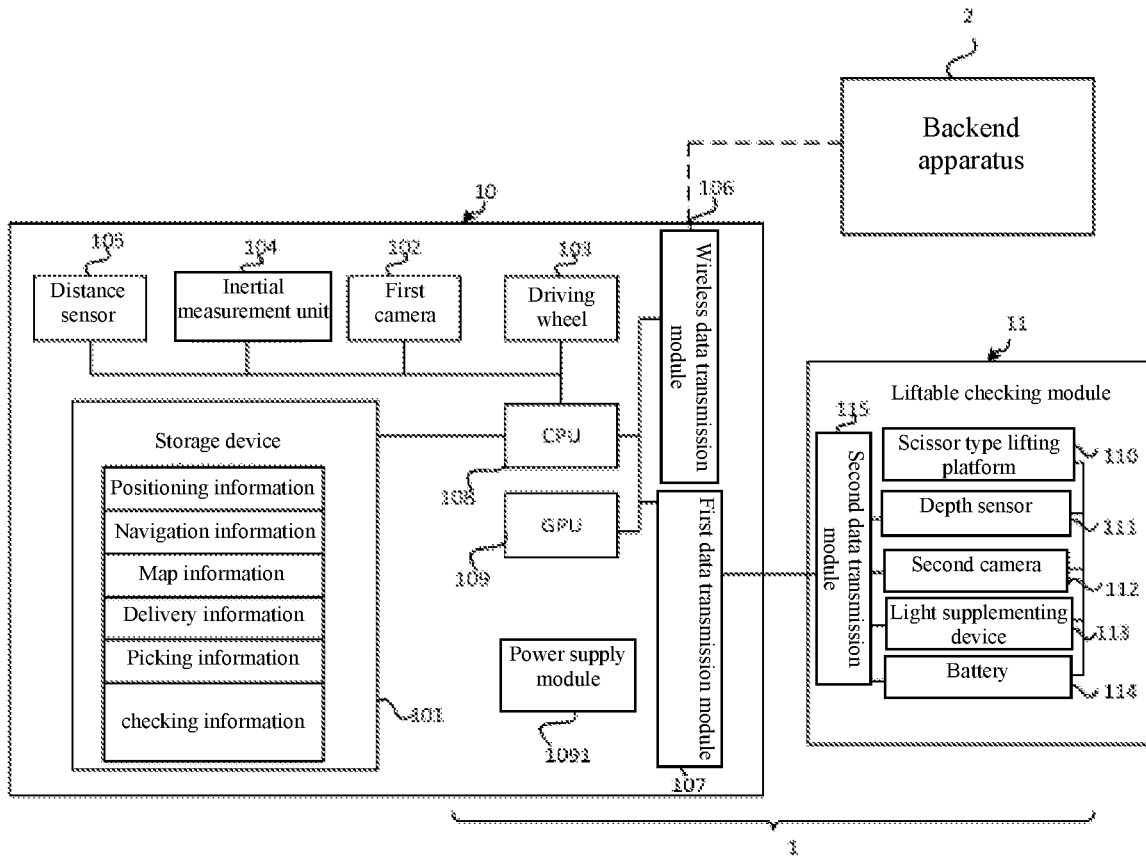 2
Backend
apparatus
10
106
105
104
102
103
Distance
sensor
Inertial
measurement unit
First
camera
Driving
wheel
Wireless data transmission
module
11
Liftable checking module
Storage device
Positioning information
Navigation information
Map information
Delivery information
Picking information
checking information
101
CPU
108
GPU
109
Power supply
module
1091
First data transmission module
107
115
Second data transmission
module
Scissor type lifting
platform
110
Depth sensor
111
Second camera
112
Light supplementing
device
113
Battery
114
1